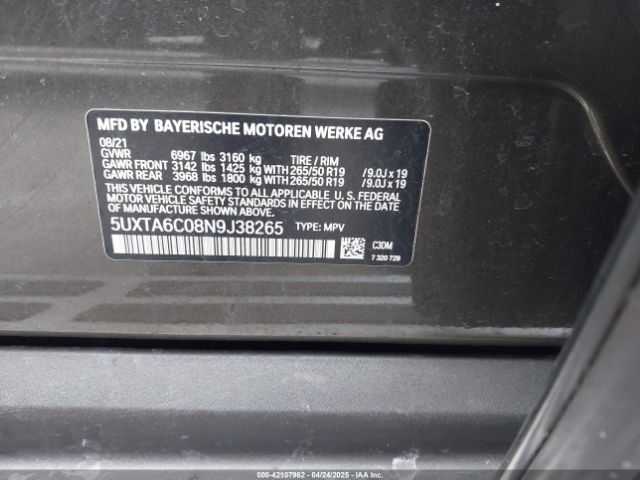 MFD BY BAYERISCHE MOTOREN WERKE AG
08/21
GVWR 6967 lbs 3160 kg TIRE / RIM
GAWR FRONT 3142 lbs 1425 kg WITH 265/50 R19 /9.0J x 19
GAWR REAR 3968 lbs 1800 kg WITH 265/50 R19 /9.0J x 19
THIS VEHICLE CONFORMS TO ALL APPLICABLE U. S. FEDERAL
MOTOR VEHICLE SAFETY STANDARDS IN EFFECT ON THE DATE
OF MANUFACTURE SHOWN ABOVE.
5UXTA6C08N9J38265 TYPE: MPV
C3DM
7 320 729
000-42107962 - 04/24/2025 - IAA Inc.